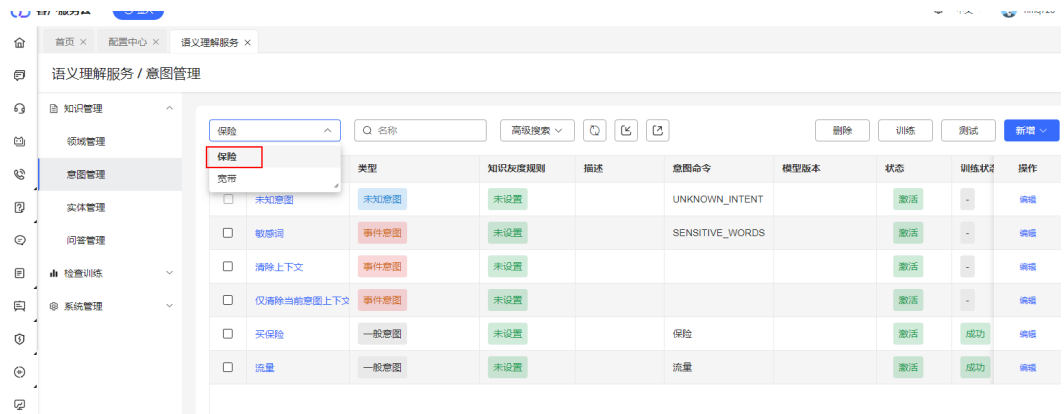 首页 × 配置中心 × 语义理解服务 ×
语义理解服务 / 意图管理
知识管理
领域管理
意图管理
实体管理
问答管理
检查训练
系统管理
保险 名称 高级搜索 删除 训练 测试 新增
保险
宽带
类型 知识灰度规则 描述 意图命令 模型版本 状态 训练状态 操作
未知意图 未知意图 未设置 UNKNOWN_INTENT 激活 - 编辑
敏感词 事件意图 未设置 SENSITIVE_WORDS 激活 - 编辑
清除上下文 事件意图 未设置 激活 - 编辑
仅清除当前意图上下文 事件意图 未设置 激活 - 编辑
买保险 一般意图 未设置 保险 激活 成功 编辑
流量 一般意图 未设置 流量 激活 成功 编辑